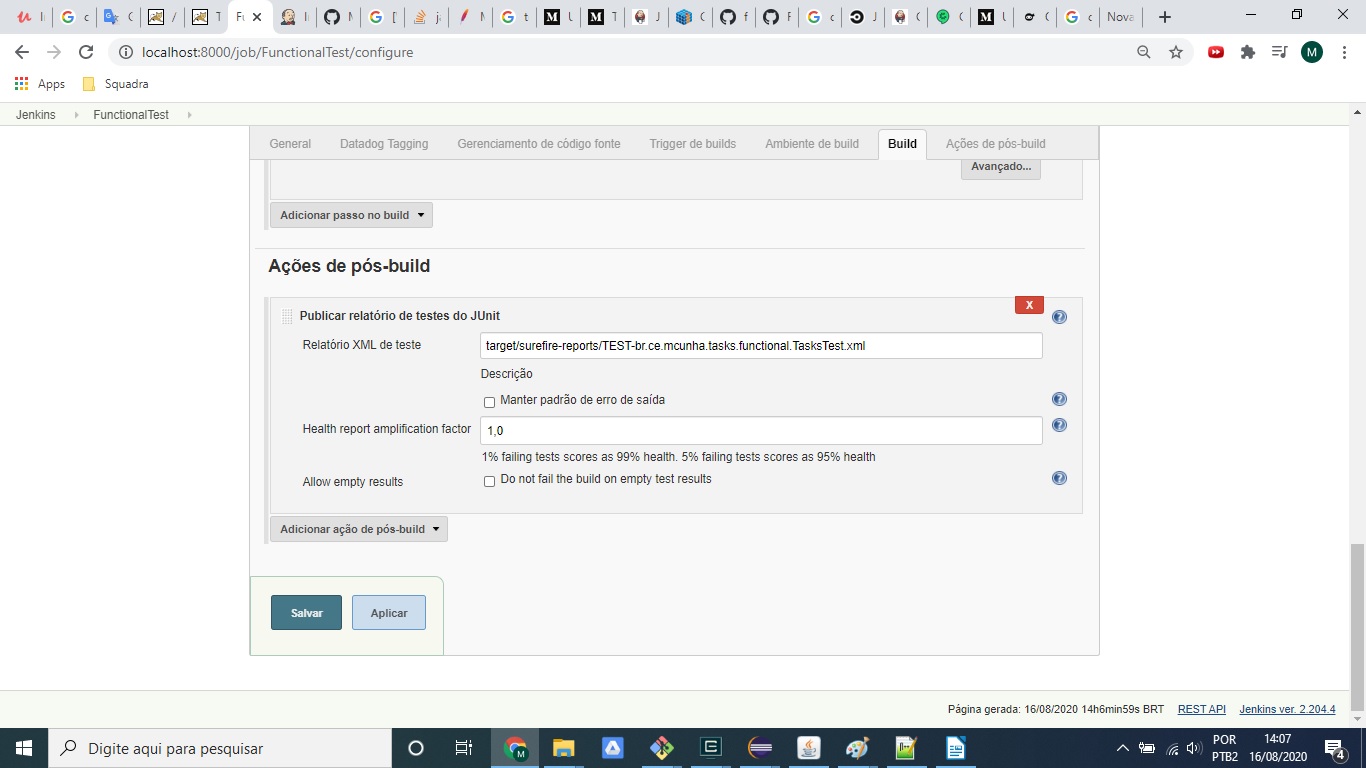 localhost:8000/job/FunctionalTest/configure
M
Apps
Squadra
Jenkins
FunctionalTest
General
Datadog Tagging
Gerenciamento de código fonte
Trigger de builds
Ambiente de build
Build
Ações de pós-build
Avançado...
Adicionar passo no build
Ações de pós-build
X
Publicar relatório de testes do JUnit
Relatório XML de teste
target/surefire-reports/TEST-br.ce.mcunha.tasks.functional.TasksTest.xml
Descrição
Manter padrão de erro de saída
Health report amplification factor
1,0
1% failing tests scores as 99% health. 5% failing tests scores as 95% health
Allow empty results
Do not fail the build on empty test results
Adicionar ação de pós-build
Salvar
Aplicar
Página gerada: 16/08/2020 14h6min59s BRT
REST API
Jenkins ver. 2.204.4
Digite aqui para pesquisar
POR
PTB2
14:07
16/08/2020
4